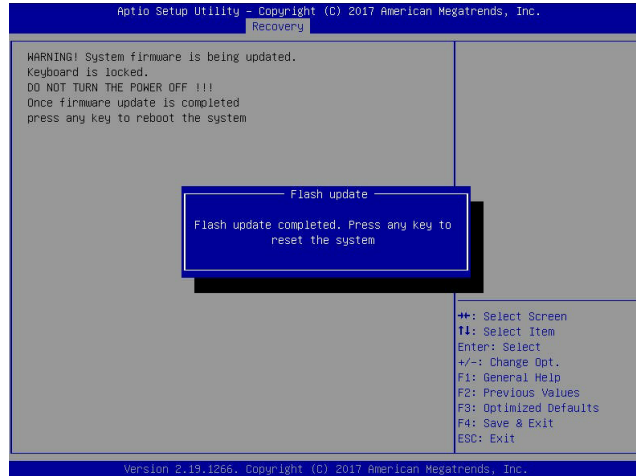 Aptio Setup Utility – Copyright (C) 2017 American Megatrends, Inc.
Recovery
WARNING! System firmware is being updated.
Keyboard is locked.
DO NOT TURN THE POWER OFF !!!
Once firmware update is completed
press any key to reboot the system
Flash update
Flash update completed. Press any key to
reset the system
→←: Select Screen
↑↓: Select Item
Enter: Select
+/-: Change Opt.
F1: General Help
F2: Previous Values
F3: Optimized Defaults
F4: Save & Exit
ESC: Exit
Version 2.19.1266. Copyright (C) 2017 American Megatrends, Inc.